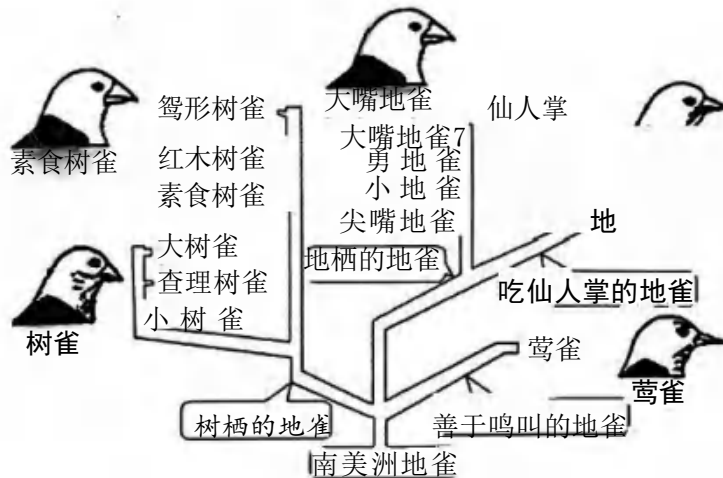 大嘴地雀
鸳形树雀
仙人掌
素食树雀
红木树雀
素食树雀
大嘴地雀7
勇地雀
小地雀
尖嘴地雀
地
大树雀
查理树雀
小树雀
地栖的地雀
吃仙人掌的地雀
树雀
莺雀
莺雀
树栖的地雀
善于鸣叫的地雀
南美洲地雀